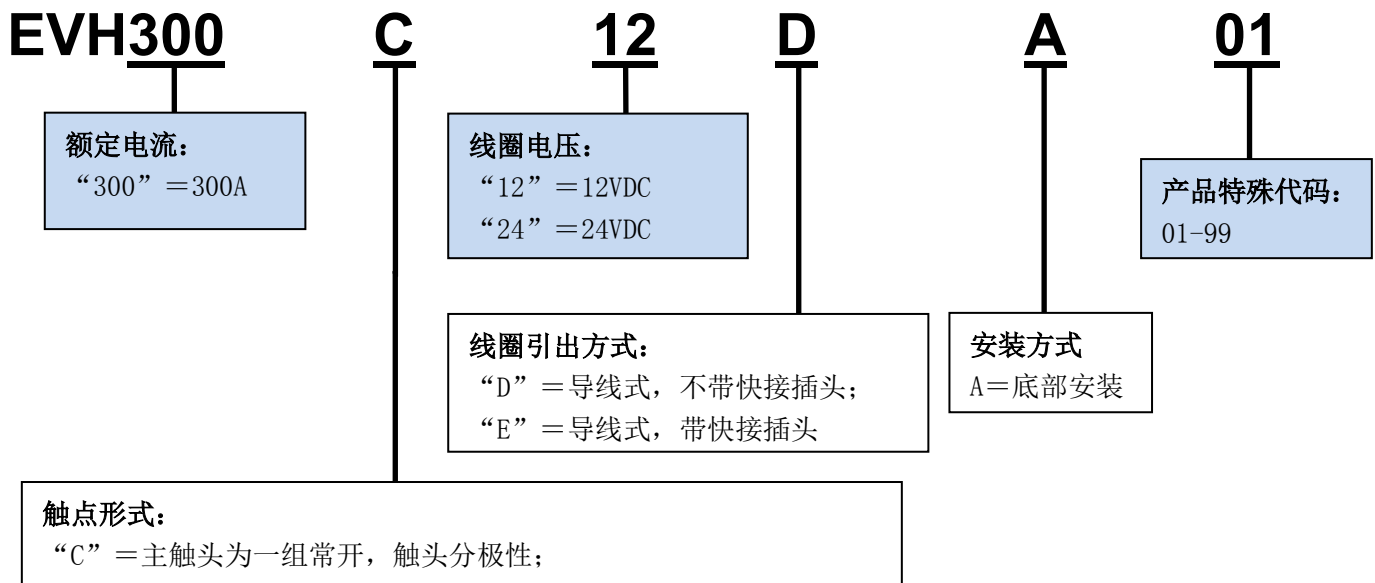 EVH300 C 12 D A 01
额定电流：
“300”＝300A
线圈电压：
“12”＝12VDC
“24”＝24VDC
产品特殊代码：
01-99
线圈引出方式：
“D”＝导线式，不带快接插头；
“E”＝导线式，带快接插头
安装方式
A＝底部安装
触点形式：
“C”＝主触头为一组常开，触头分极性；